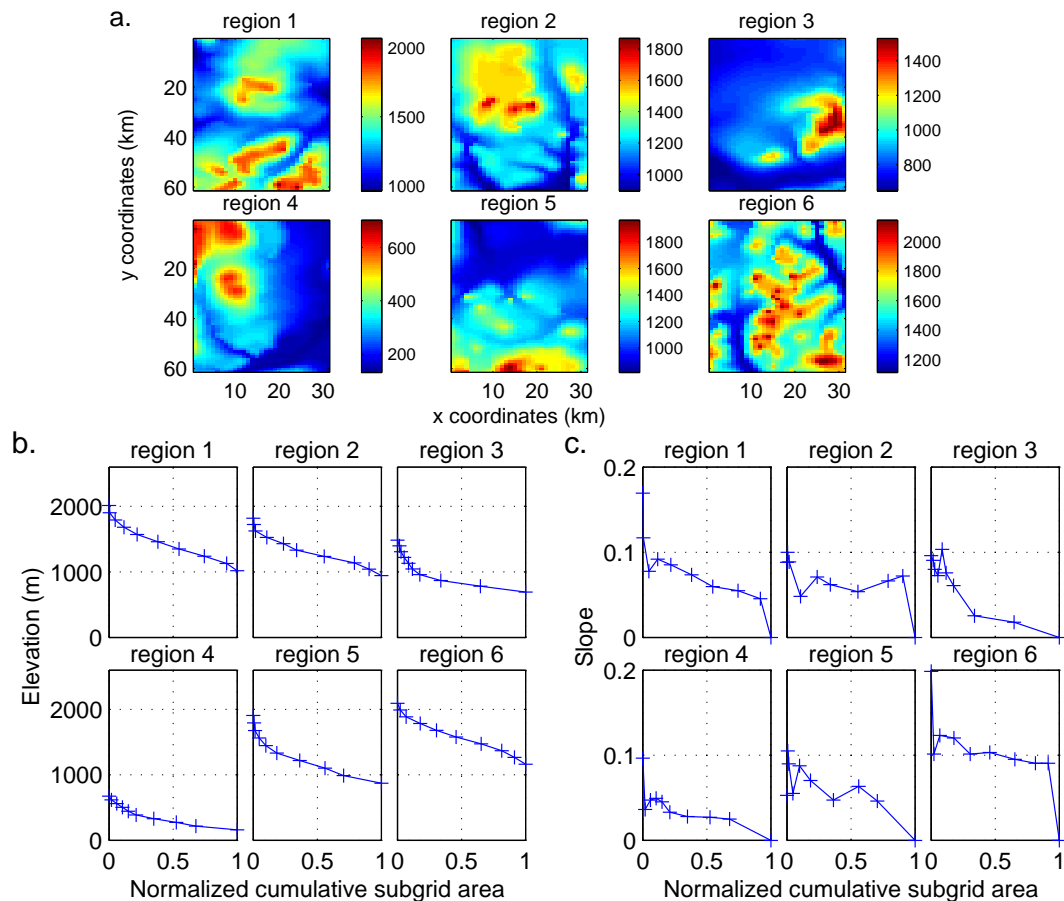 a.
region 1
region 2
region 3
20
40
60
2000
1500
1000
1800
1600
1400
1200
1000
1400
1200
1000
800
region 4
region 5
region 6
20
40
60
10 20 30
10 20 30
10 20 30
600
400
200
1800
1600
1400
1200
1000
2000
1800
1600
1400
1200
y coordinates (km)
x coordinates (km)
b.
region 1
region 2
region 3
2000
1000
0
region 4
region 5
region 6
2000
1000
0
0 0.5 1
0 0.5 1
0 0.5 1
Elevation (m)
Normalized cumulative subgrid area
c.
region 1
region 2
region 3
0.2
0.1
0
region 4
region 5
region 6
0.2
0.1
0
0 0.5 1
0 0.5 1
0 0.5 1
Slope
Normalized cumulative subgrid area